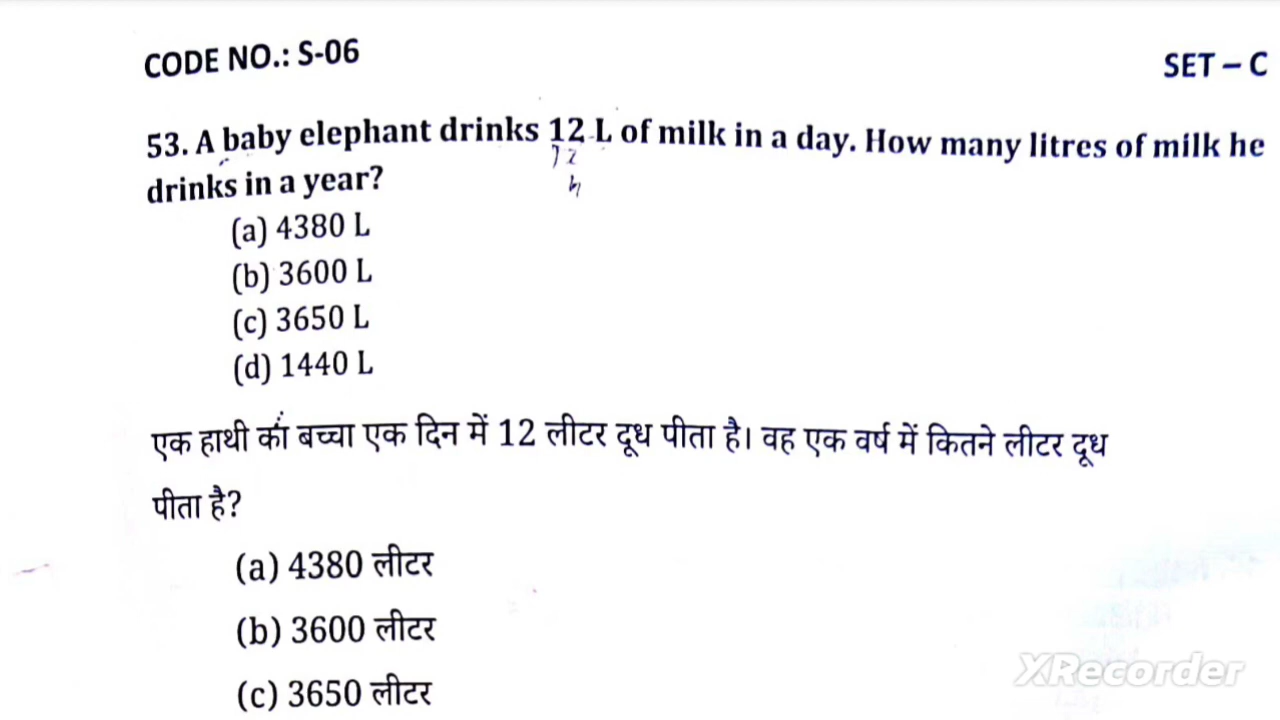 CODE NO.: S-06
SET – C
53. A baby elephant drinks 12 L of milk in a day. How many litres of milk he
12
drinks in a year?
(a) 4380 L
(b) 3600 L
(c) 3650 L
(d) 1440 L
एक हाथी का बच्चा एक दिन में 12 लीटर दूध पीता है। वह एक वर्ष में कितने लीटर दूध
पीता है?
(a) 4380 लीटर
(b) 3600 लीटर
(c) 3650 लीटर
XRecorder